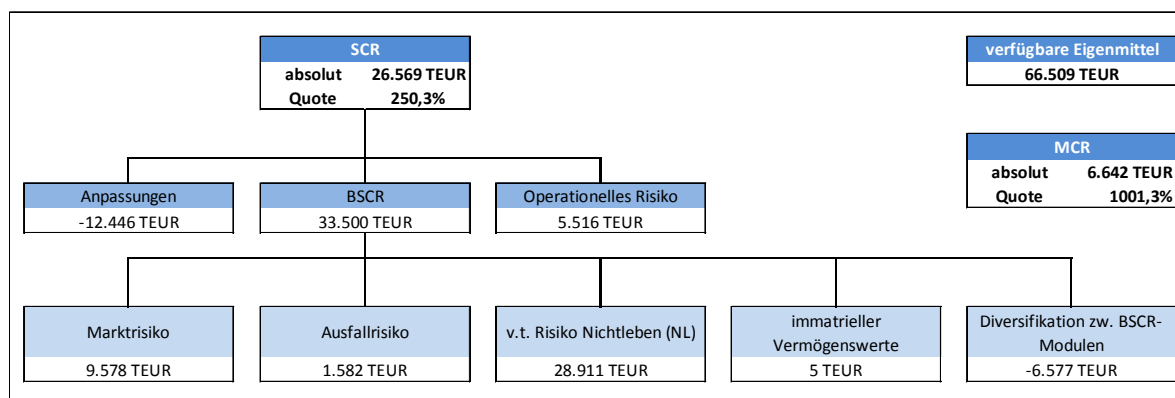 SCR
absolut 26.569 TEUR
Quote 250,3%
verfügbare Eigenmittel
66.509 TEUR
MCR
absolut 6.642 TEUR
Quote 1001,3%
Anpassungen
-12.446 TEUR
BSCR
33.500 TEUR
Operationelles Risiko
5.516 TEUR
Marktrisiko
9.578 TEUR
Ausfallrisiko
1.582 TEUR
v.t. Risiko Nichtleben (NL)
28.911 TEUR
immatrieller
Vermögenswerte
5 TEUR
Diversifikation zw. BSCR-
Modulen
-6.577 TEUR